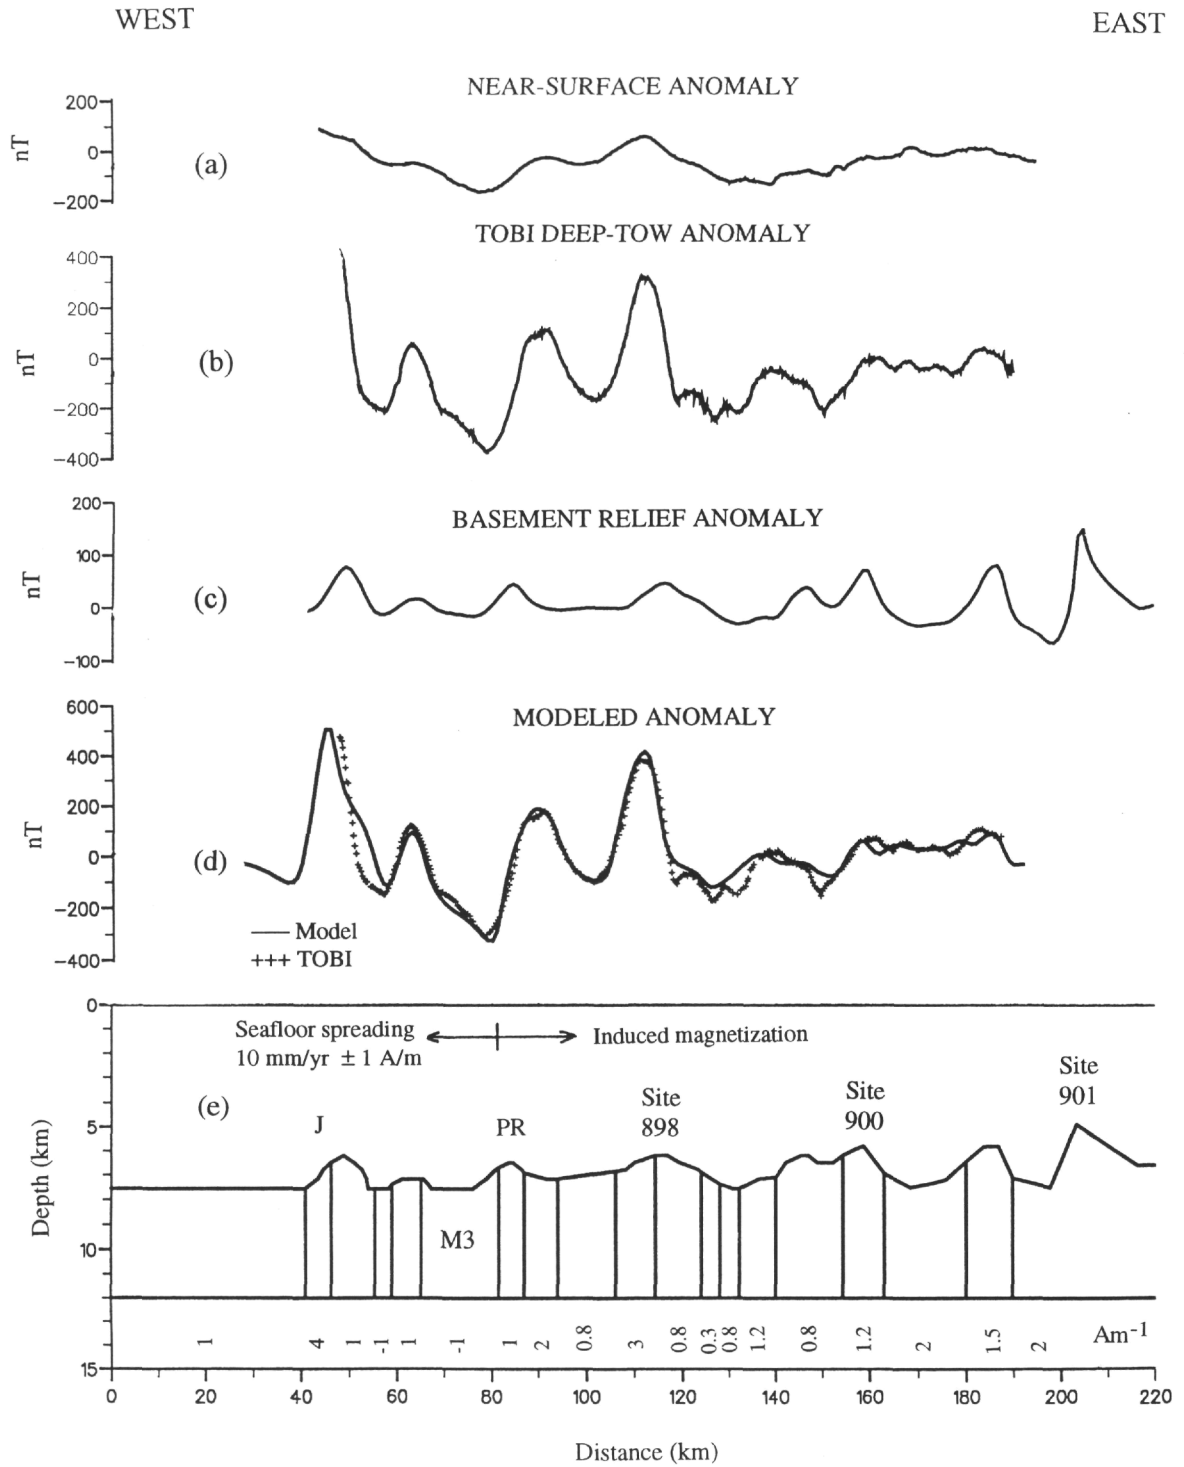 WEST
EAST
NEAR-SURFACE ANOMALY
200
0
−200
nT
(a)
TOBI DEEP-TOW ANOMALY
400
200
0
−200
−400
nT
(b)
BASEMENT RELIEF ANOMALY
200
100
0
−100
nT
(c)
MODELED ANOMALY
600
400
200
0
−200
−400
nT
(d)
Model
+++ TOBI
0
5
10
15
Depth (km)
Seafloor spreading
10 mm/yr ± 1 A/m
Induced magnetization
(e)
J
PR
Site
898
Site
900
Site
901
M3
1 4 1 -1 1 -1 1 2 0.8 3 0.8 0.3 0.8 1.2 0.8 1.2 2 1.5 2 Am-1
0 20 40 60 80 100 120 140 160 180 200 220
Distance (km)